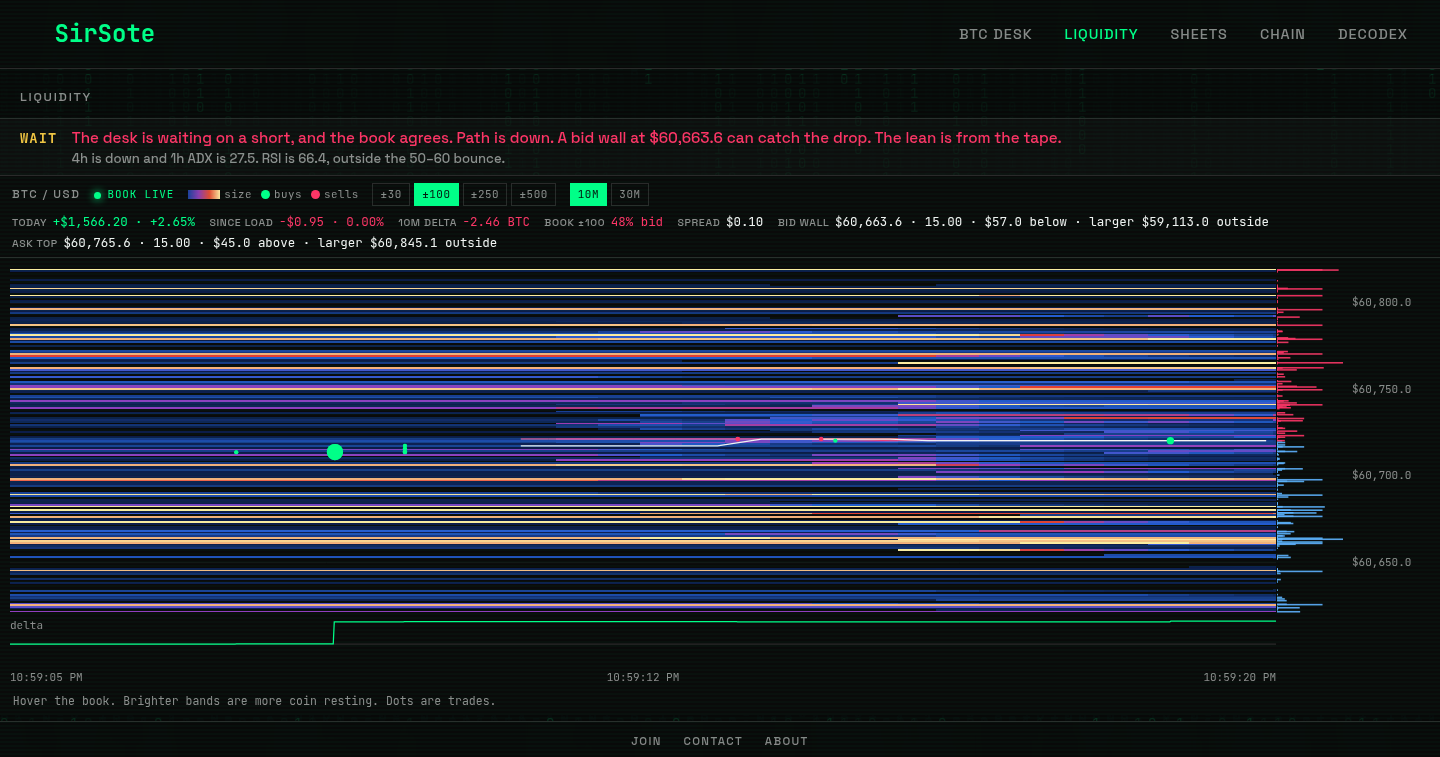 SirSote
BTC DESK LIQUIDITY SHEETS CHAIN DECODEX
LIQUIDITY
WAIT The desk is waiting on a short, and the book agrees. Path is down. A bid wall at $60,663.6 can catch the drop. The lean is from the tape.
4h is down and 1h ADX is 27.5. RSI is 66.4, outside the 50–60 bounce.
BTC / USD BOOK LIVE size buys sells ±30 ±100 ±250 ±500 10M 30M
TODAY +$1,566.20 · +2.65% SINCE LOAD -$0.95 · 0.00% 10M DELTA -2.46 BTC BOOK ±100 48% bid SPREAD $0.10 BID WALL $60,663.6 · 15.00 · $57.0 below · larger $59,113.0 outside
ASK TOP $60,765.6 · 15.00 · $45.0 above · larger $60,845.1 outside
$60,800.0
$60,750.0
$60,700.0
$60,650.0
delta
10:59:05 PM 10:59:12 PM 10:59:20 PM
Hover the book. Brighter bands are more coin resting. Dots are trades.
JOIN CONTACT ABOUT